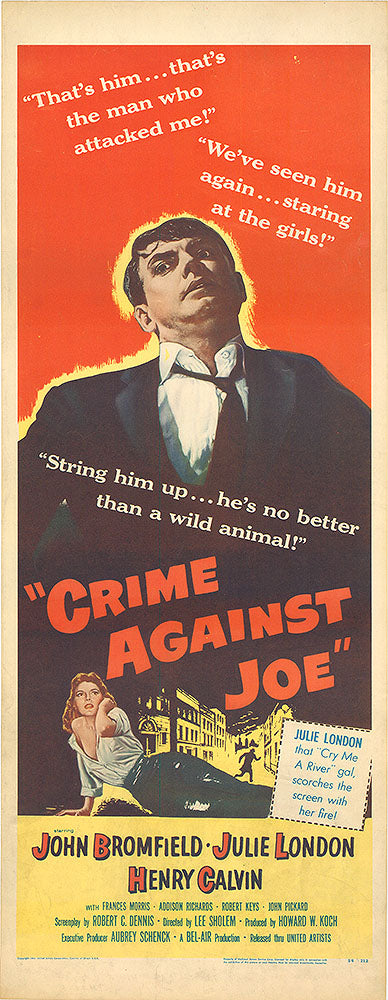 "That's him...that's
the man who
attacked me!"
"We've seen him
again...staring
at the girls!"
"String him up...he's no better
than a wild animal!"
"CRIME
AGAINST
JOE"
JULIE LONDON
that "Cry Me
A River" gal,
scorches the
screen with
her fire!
starring
JOHN BROMFIELD · JULIE LONDON
HENRY CALVIN
WITH FRANCES MORRIS · ADDISON RICHARDS · ROBERT KEYS · JOHN PICKARD
Screenplay by ROBERT C. DENNIS · Directed by LEE SHOLEM · Produced by HOWARD W. KOCH
Executive Producer AUBREY SCHENCK · A BEL-AIR Production · Released thru UNITED ARTISTS